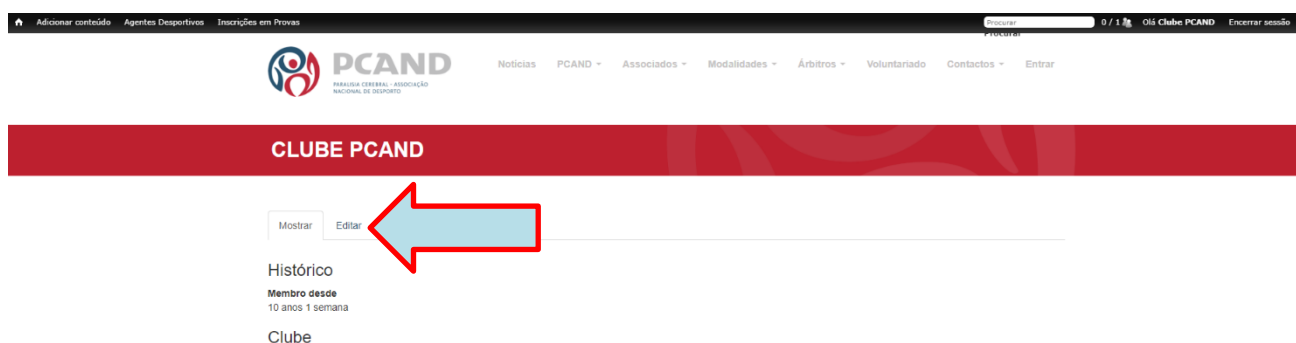 Adicionar conteúdo Agentes Desportivos Inscrições em Provas Procurar 0 / 1 Olá Clube PCAND Encerrar sessão
Procurar
PCAND
PARALISIA CEREBRAL - ASSOCIAÇÃO
NACIONAL DE DESPORTO
Notícias PCAND Associados Modalidades Árbitros Voluntariado Contactos Entrar
CLUBE PCAND
Mostrar Editar
Histórico
Membro desde
10 anos 1 semana
Clube